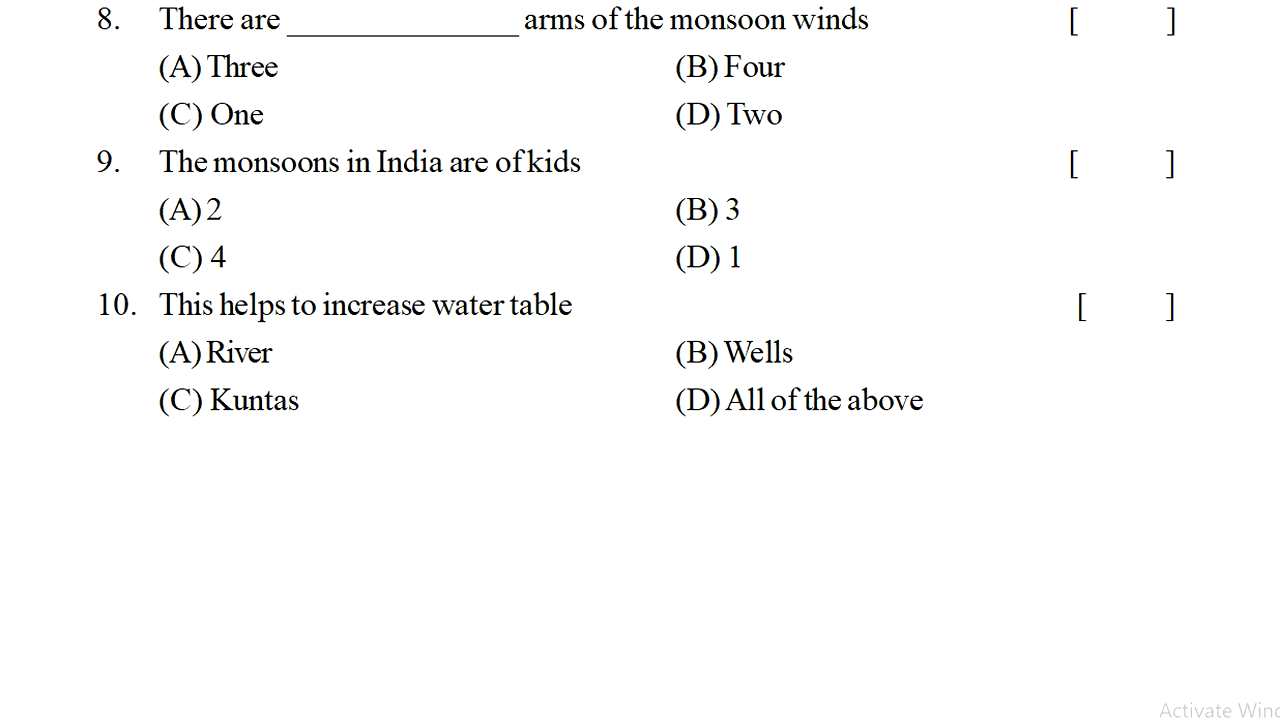 8. There are _______________ arms of the monsoon winds [ ]
(A) Three (B) Four
(C) One (D) Two
9. The monsoons in India are of kids [ ]
(A) 2 (B) 3
(C) 4 (D) 1
10. This helps to increase water table [ ]
(A) River (B) Wells
(C) Kuntas (D) All of the above
Activate Wind